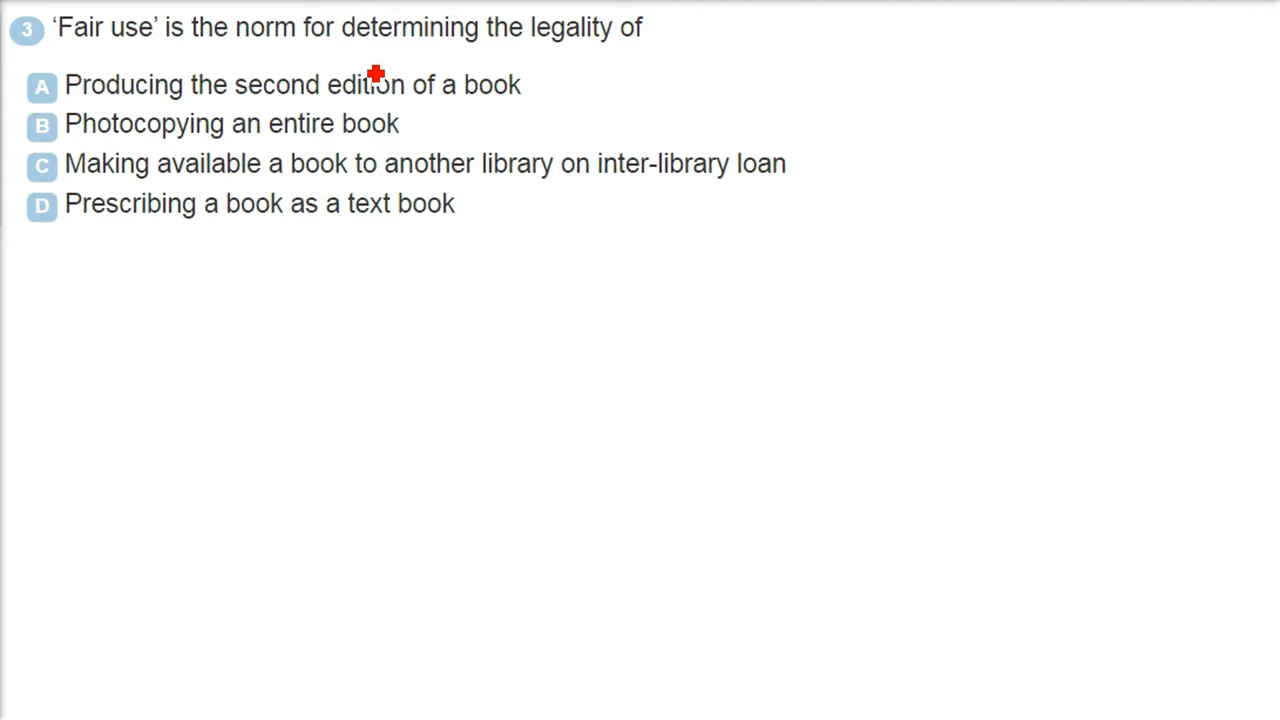 3 ‘Fair use’ is the norm for determining the legality of
A Producing the second edition of a book
B Photocopying an entire book
C Making available a book to another library on inter-library loan
D Prescribing a book as a text book